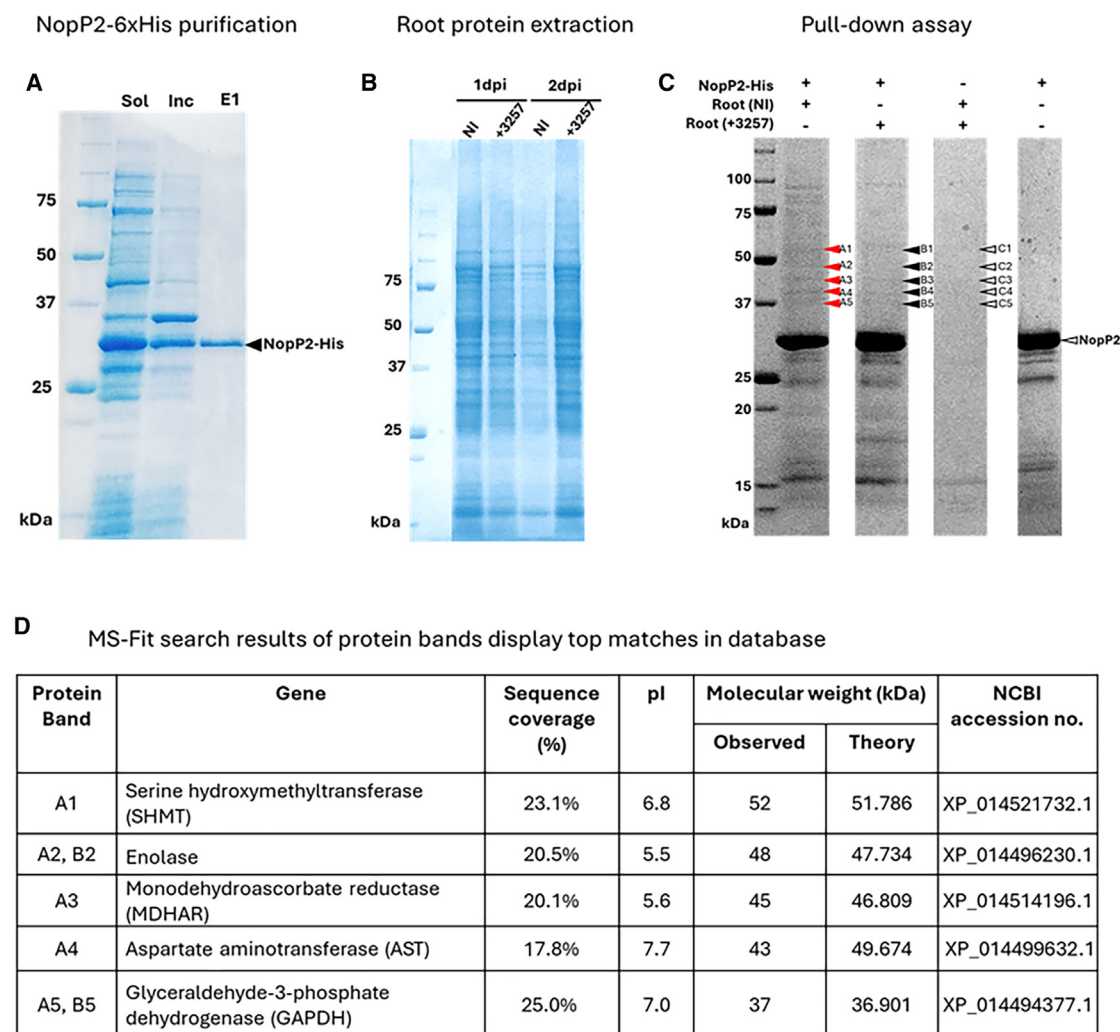 NopP2-6xHis purification
Root protein extraction
Pull-down assay
A
Sol Inc E1
75
50
37
25
kDa
NopP2-His
B
1dpi 2dpi
NI +3257 NI +3257
75
50
37
25
kDa
C
NopP2-His + + - +
Root (NI) + - + -
Root (+3257) - + + -
100
75
50
37
25
20
15
kDa
A1 B1 C1
A2 B2 C2
A3 B3 C3
A4 B4 C4
A5 B5 C5
NopP2
D
MS-Fit search results of protein bands display top matches in database
Protein Band Gene Sequence coverage (%) pI Molecular weight (kDa) NCBI accession no.
Observed Theory
A1 Serine hydroxymethyltransferase (SHMT) 23.1% 6.8 52 51.786 XP_014521732.1
A2, B2 Enolase 20.5% 5.5 48 47.734 XP_014496230.1
A3 Monodehydroascorbate reductase (MDHAR) 20.1% 5.6 45 46.809 XP_014514196.1
A4 Aspartate aminotransferase (AST) 17.8% 7.7 43 49.674 XP_014499632.1
A5, B5 Glyceraldehyde-3-phosphate dehydrogenase (GAPDH) 25.0% 7.0 37 36.901 XP_014494377.1